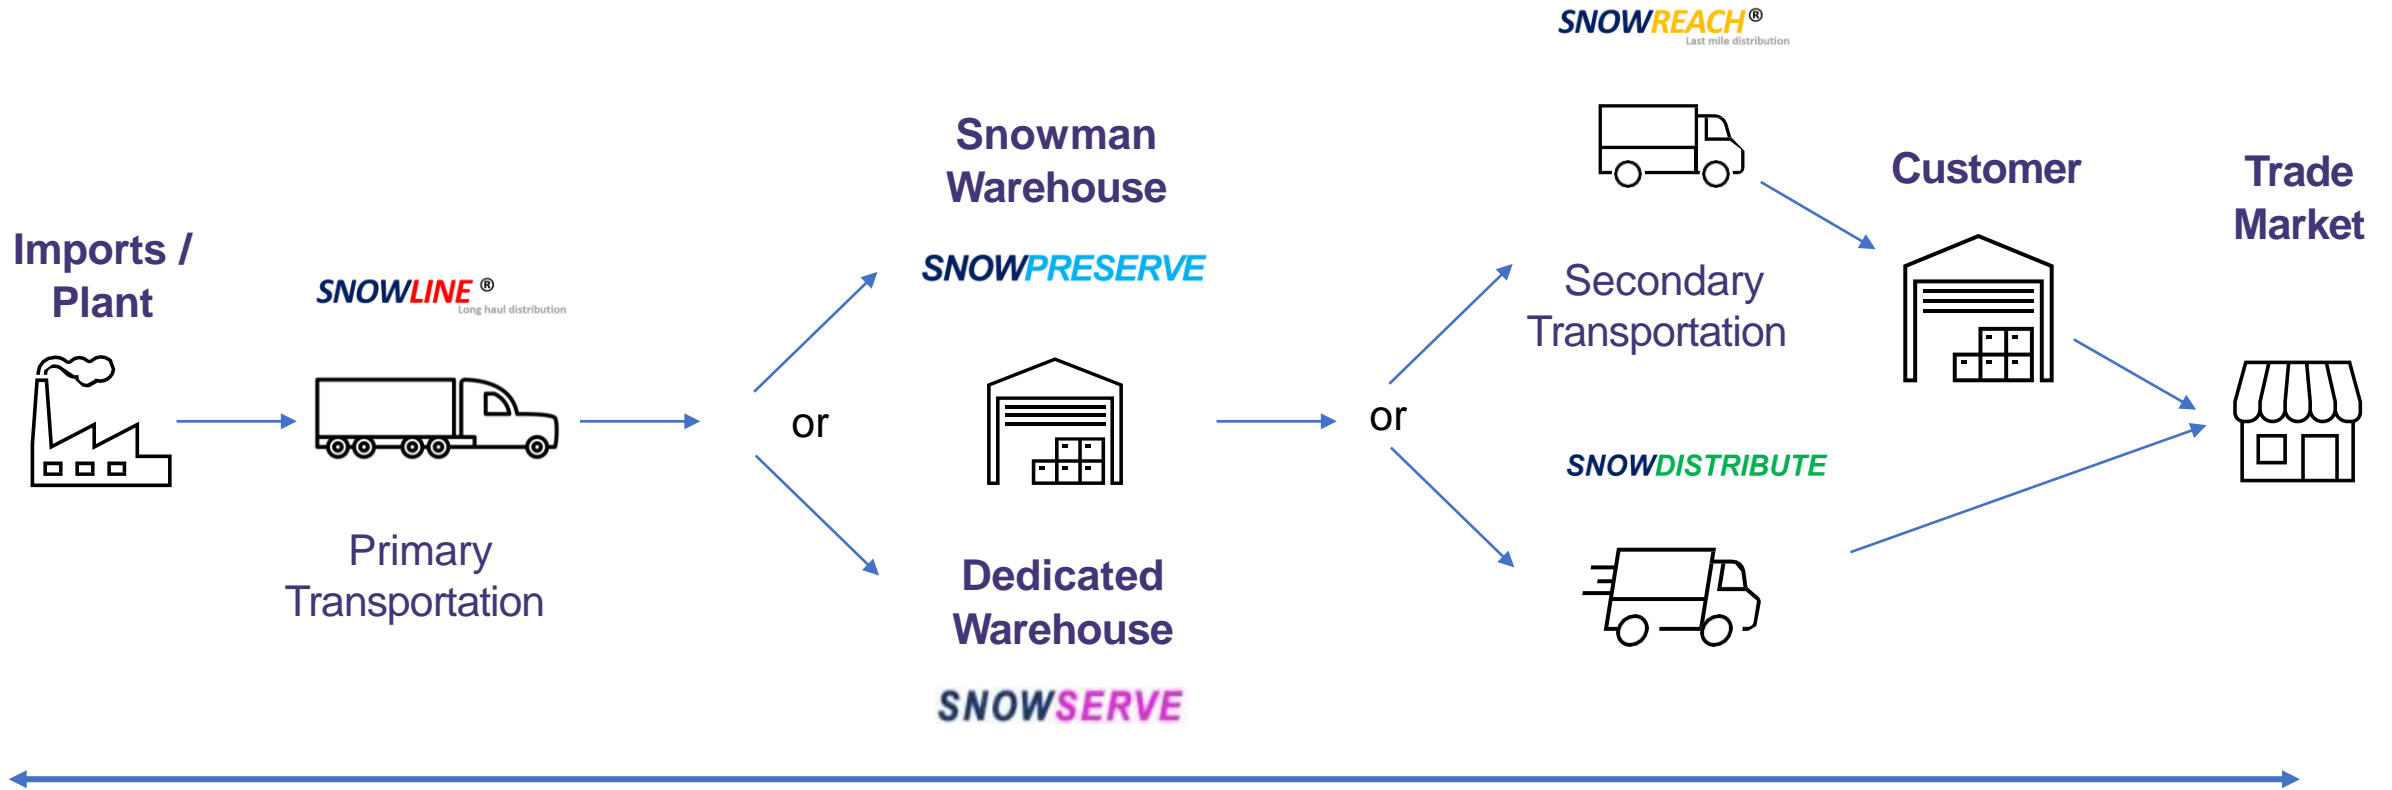 Imports /
Plant
SNOWLINE ®
Long haul distribution
Primary
Transportation
or
Snowman
Warehouse
SNOWPRESERVE
Dedicated
Warehouse
SNOWSERVE
or
SNOWREACH ®
Last mile distribution
Secondary
Transportation
SNOWDISTRIBUTE
Customer
Trade
Market